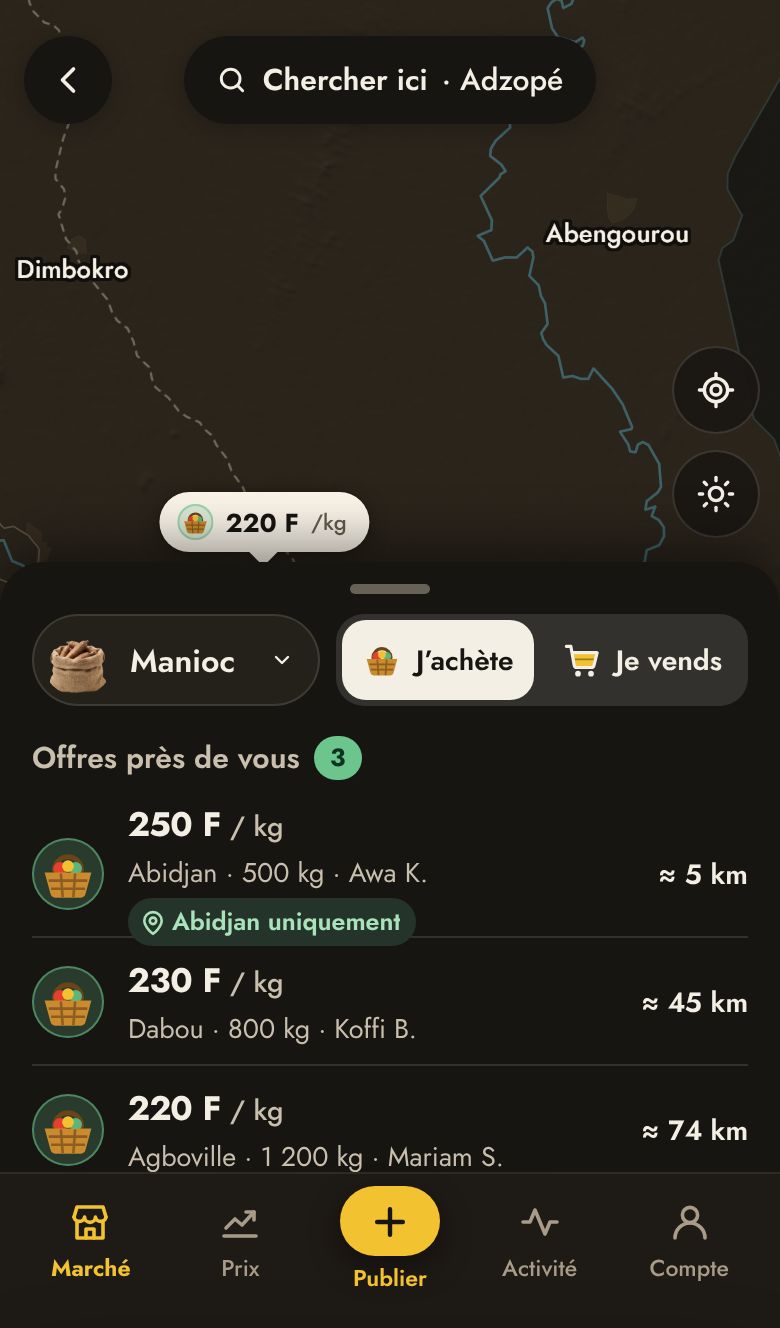 Chercher ici · Adzopé
Abengourou
Dimbokro
220 F /kg
Manioc
J'achète
Je vends
Offres près de vous 3
250 F / kg
Abidjan · 500 kg · Awa K.
≈ 5 km
Abidjan uniquement
230 F / kg
Dabou · 800 kg · Koffi B.
≈ 45 km
220 F / kg
Agboville · 1 200 kg · Mariam S.
≈ 74 km
Marché
Prix
Publier
Activité
Compte